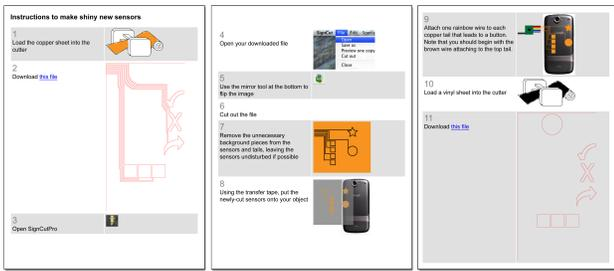 Instructions to make shiny new sensors
1
Load the copper sheet into the
cutter
2
Download this file
3
Open SignCutPro
4
Open your downloaded file
SignCut File Edit
Open
Save as
Preview one copy
Cut out
Close
5
Use the mirror tool at the bottom to
flip the image
6
Cut out the file
7
Remove the unnecessary
background pieces from the
sensors and tails, leaving the
sensors undisturbed if possible
8
Using the transfer tape, put the
newly-cut sensors onto your object
9
Attach one rainbow wire to each
copper tail that leads to a button.
Note that you should begin with the
brown wire attaching to the top tail.
10
Load a vinyl sheet into the
cutter
11
Download this file